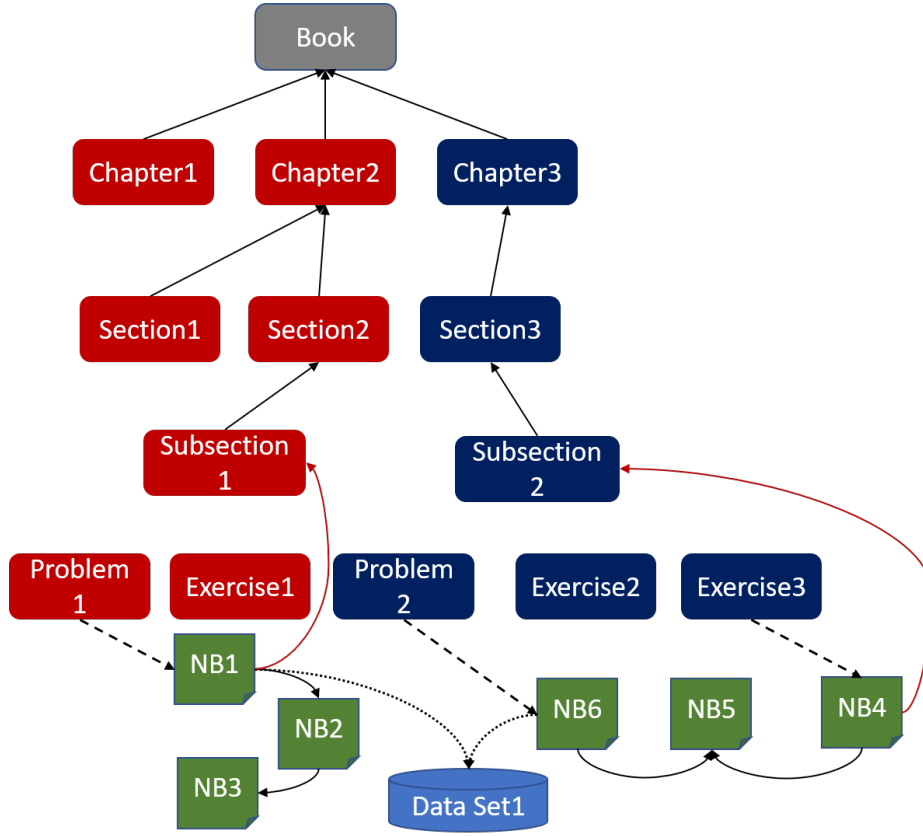 Book
Chapter1
Chapter2
Chapter3
Section1
Section2
Section3
Subsection
1
Subsection
2
Problem
1
Exercise1
Problem
2
Exercise2
Exercise3
NB1
NB2
NB3
NB6
NB5
NB4
Data Set1